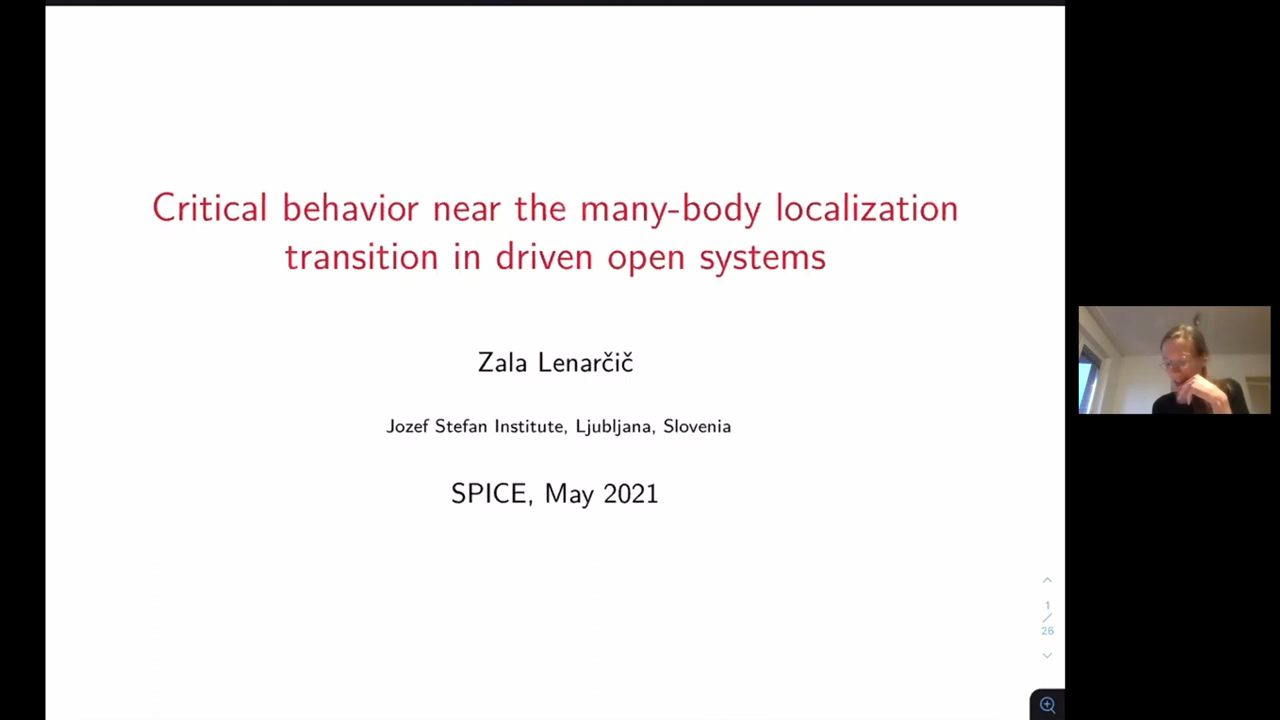 Critical behavior near the many-body localization
transition in driven open systems
Zala Lenarčič
Jozef Stefan Institute, Ljubljana, Slovenia
SPICE, May 2021
1
/
26